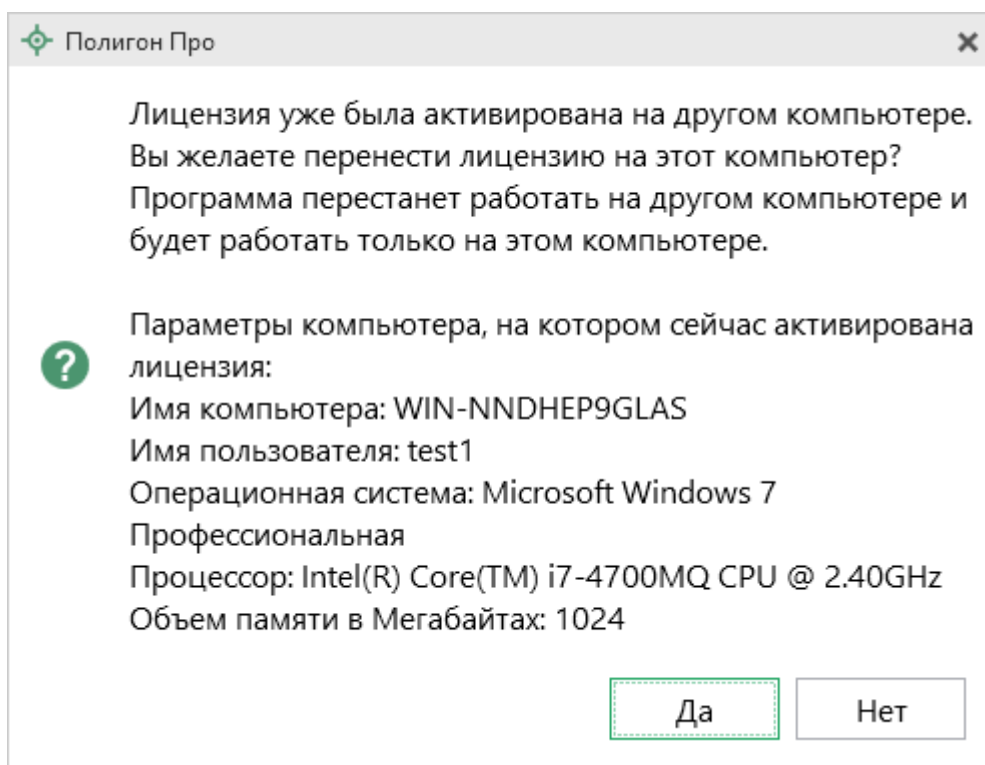 Полигон Про
Лицензия уже была активирована на другом компьютере.
Вы желаете перенести лицензию на этот компьютер?
Программа перестанет работать на другом компьютере и
будет работать только на этом компьютере.
Параметры компьютера, на котором сейчас активирована
лицензия:
Имя компьютера: WIN-NNDHEP9GLAS
Имя пользователя: test1
Операционная система: Microsoft Windows 7
Профессиональная
Процессор: Intel(R) Core(TM) i7-4700MQ CPU @ 2.40GHz
Объем памяти в Мегабайтах: 1024
Да
Нет